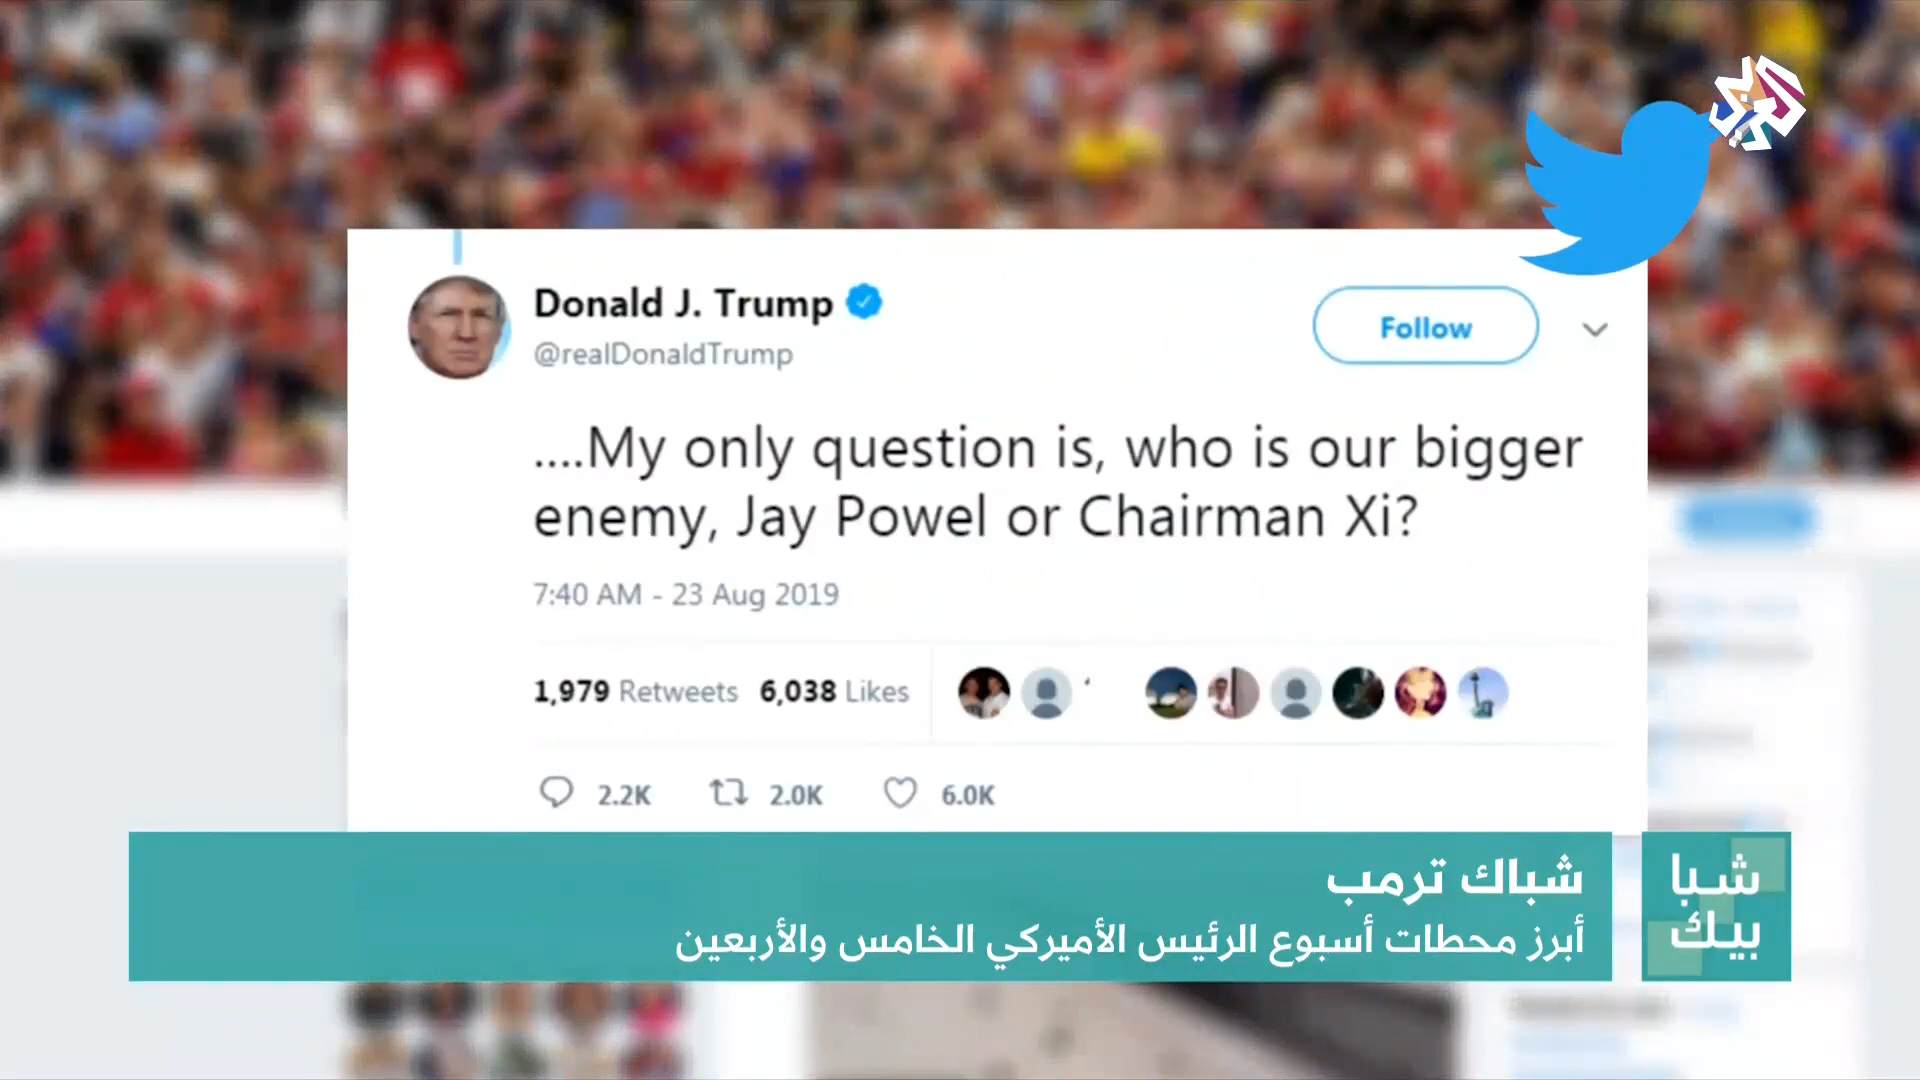 Donald J. Trump
@realDonaldTrump
Follow
....My only question is, who is our bigger
enemy, Jay Powel or Chairman Xi?
7:40 AM - 23 Aug 2019
1,979 Retweets 6,038 Likes
2.2K 2.0K 6.0K
شباك ترمب
أبرز محطات أسبوع الرئيس الأميركي الخامس والأربعين
شبا
بيك